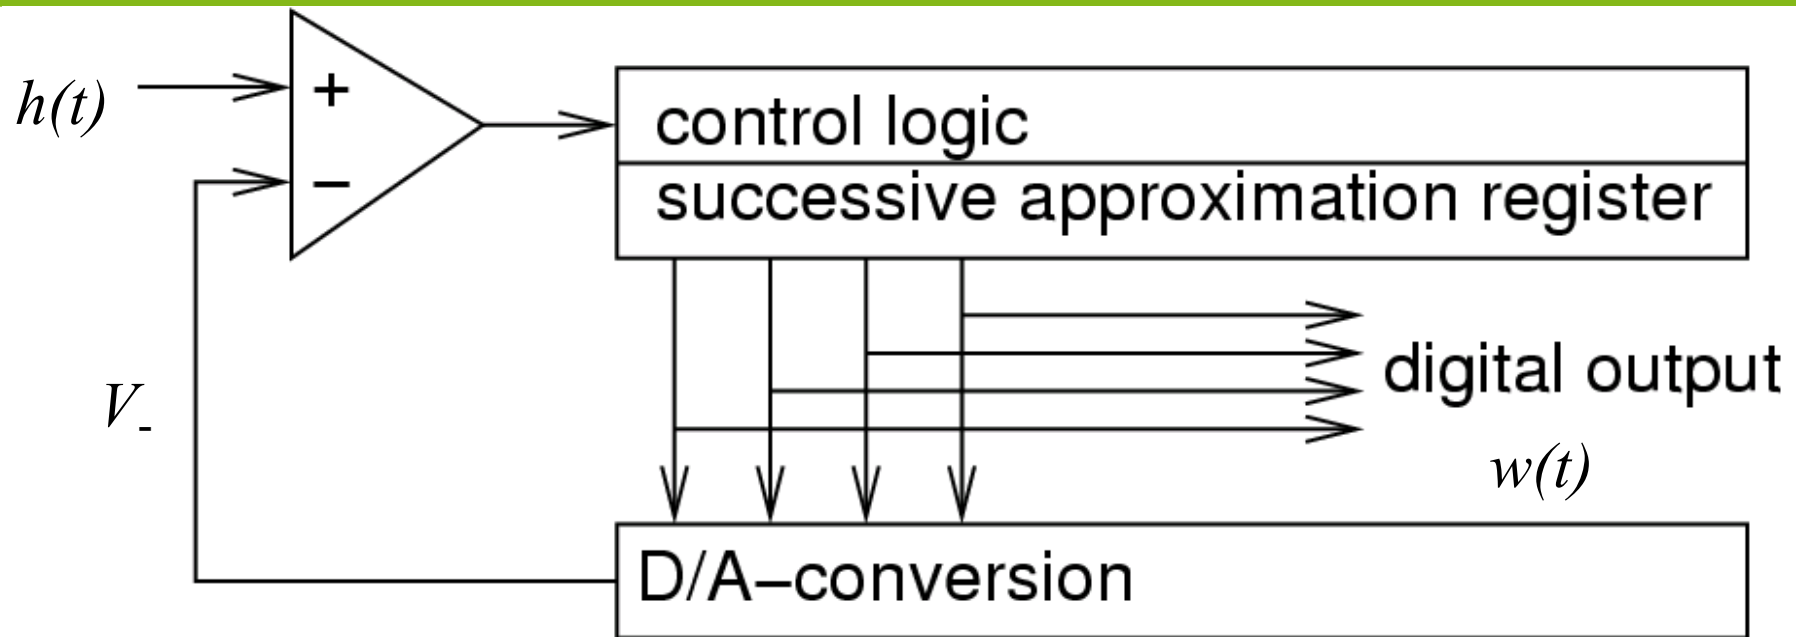 h(t)
+
−
control logic
successive approximation register
digital output
V-
w(t)
D/A−conversion